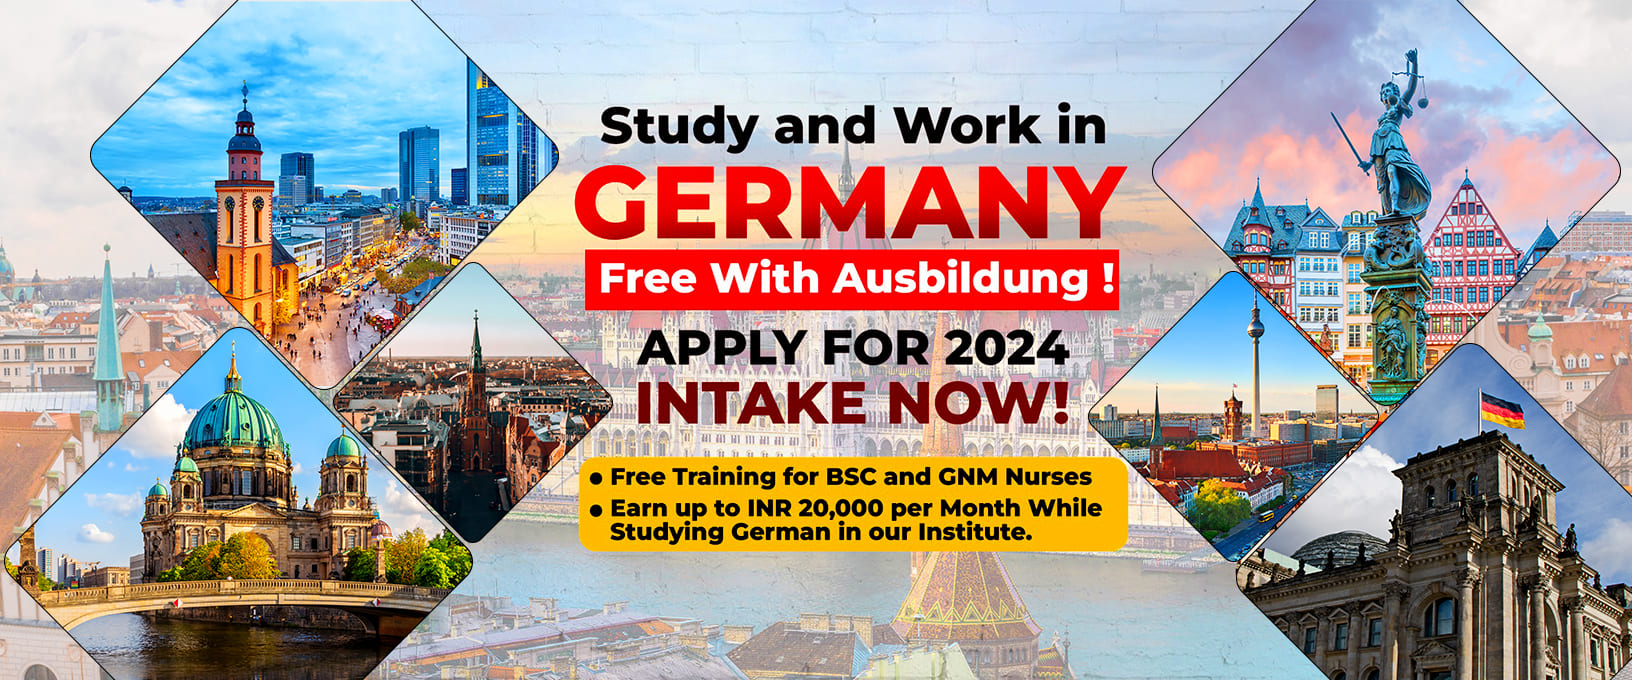 Study and Work in
GERMANY
Free With Ausbildung !
APPLY FOR 2024
INTAKE NOW!
• Free Training for BSC and GNM Nurses
• Earn up to INR 20,000 per Month While
Studying German in our Institute.